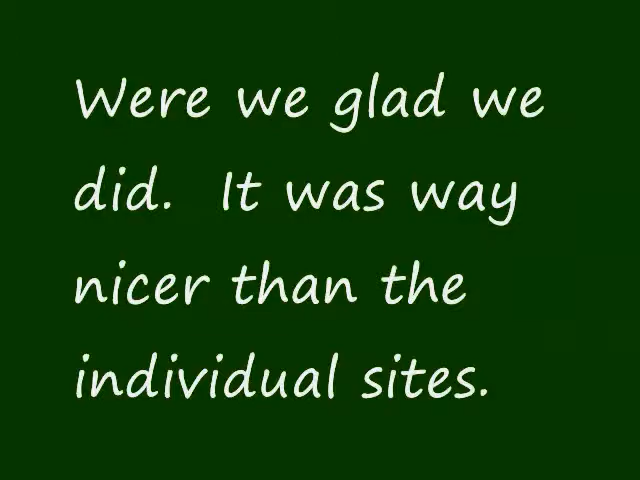 Were we glad we
did.  It was way
nicer than the
individual sites.